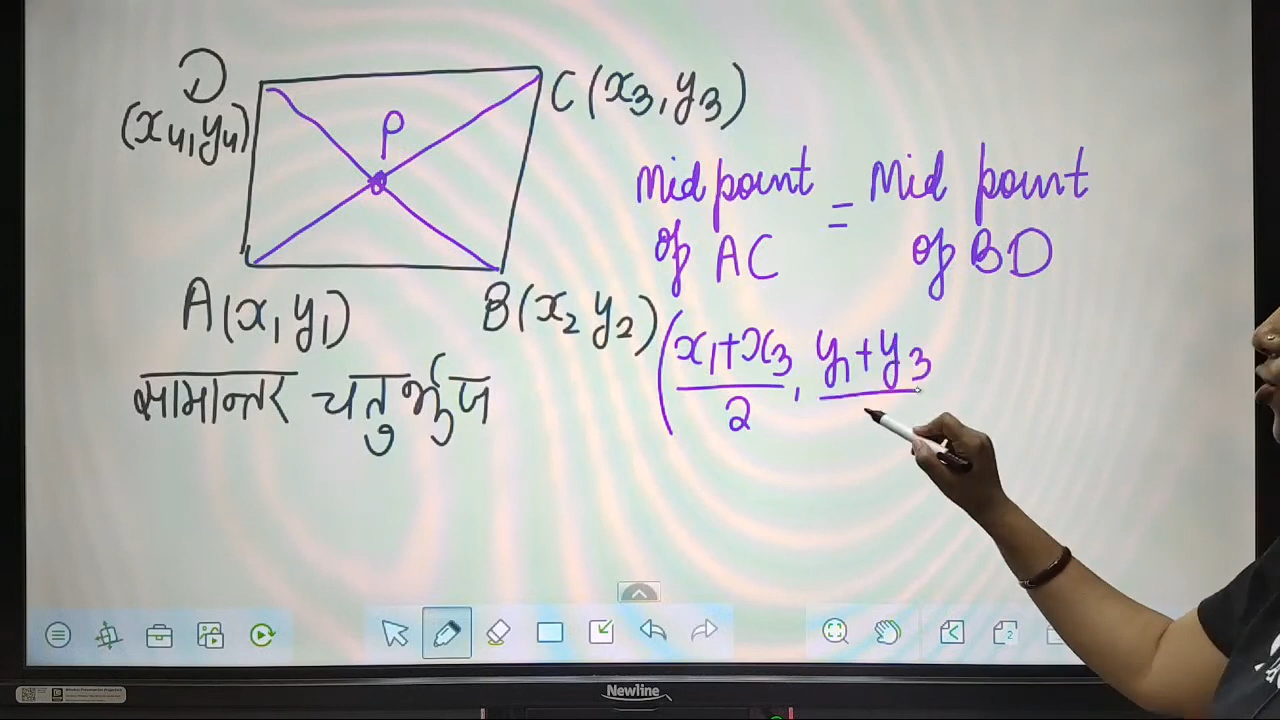 D
(x4,y4)
C(x3,y3)
P
A(x1 y1)
B(x2 y2)
सामान्तर चतुर्भुज
Mid point = Mid point
of AC of BD
(x1+x3/2, y1+y3
2
Newline